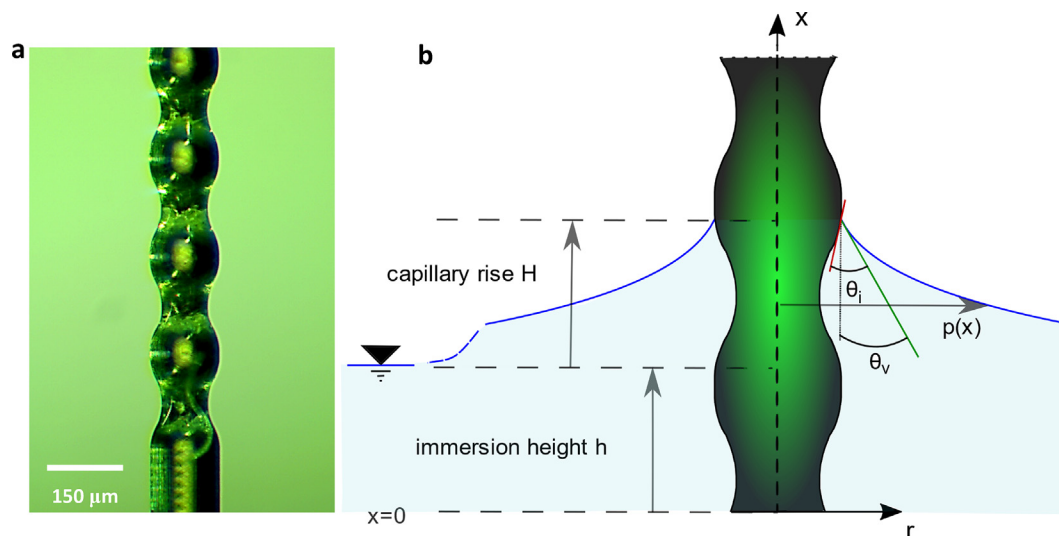 a
150 μm
b
x
capillary rise H
θi
p(x)
θv
immersion height h
x=0
r